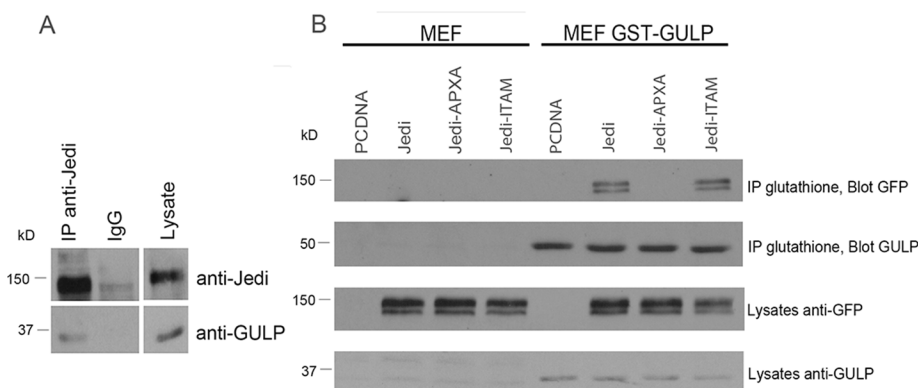 A
kD
IP anti-Jedi
IgG
Lysate
150
anti-Jedi
37
anti-GULP
B
MEF
MEF GST-GULP
kD
PCDNA
Jedi
Jedi-APXA
Jedi-ITAM
PCDNA
Jedi
Jedi-APXA
Jedi-ITAM
150
IP glutathione, Blot GFP
50
IP glutathione, Blot GULP
150
Lysates anti-GFP
37
Lysates anti-GULP